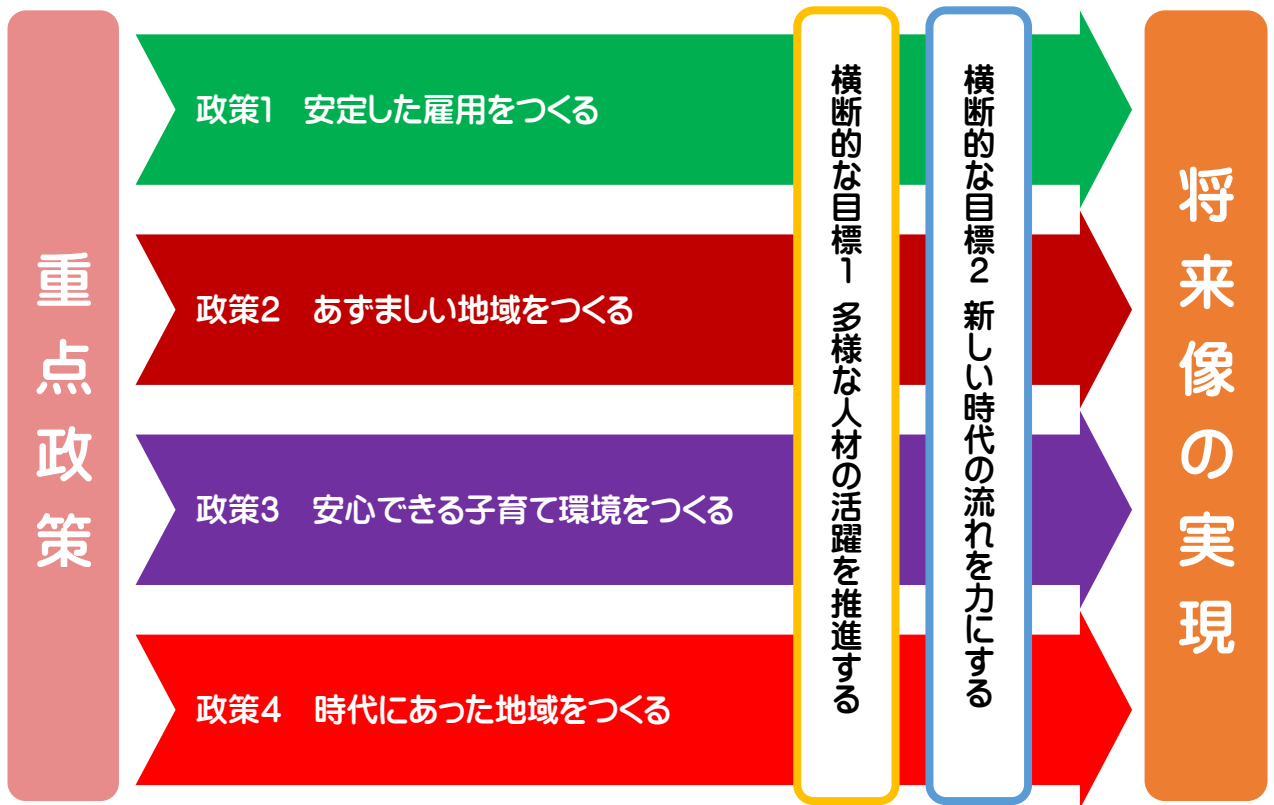 重点政策
政策1　安定した雇用をつくる
政策2　あずましい地域をつくる
政策3　安心できる子育て環境をつくる
政策4　時代にあった地域をつくる
横断的な目標1 多様な人材の活躍を推進する
横断的な目標2 新しい時代の流れを力にする
将来像の実現